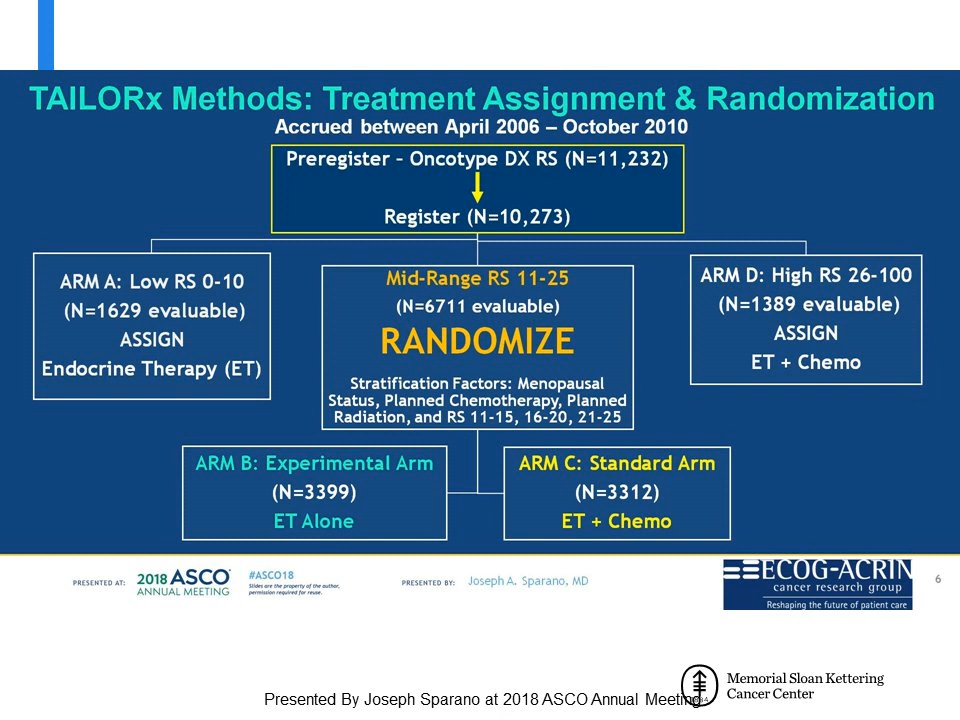 TAILORx Methods: Treatment Assignment & Randomization
Accrued between April 2006 – October 2010
Preregister – Oncotype DX RS (N=11,232)
Register (N=10,273)
ARM A: Low RS 0-10
(N=1629 evaluable)
ASSIGN
Endocrine Therapy (ET)
Mid-Range RS 11-25
(N=6711 evaluable)
RANDOMIZE
Stratification Factors: Menopausal
Status, Planned Chemotherapy, Planned
Radiation, and RS 11-15, 16-20, 21-25
ARM D: High RS 26-100
(N=1389 evaluable)
ASSIGN
ET + Chemo
ARM B: Experimental Arm
(N=3399)
ET Alone
ARM C: Standard Arm
(N=3312)
ET + Chemo
PRESENTED AT:
2018 ASCO
ANNUAL MEETING
#ASCO18
Slides are the property of the author,
permission required for reuse.
PRESENTED BY:
Joseph A. Sparano, MD
ECOG-ACRIN
cancer research group
Reshaping the future of patient care
6
Memorial Sloan Kettering
Cancer Center
Presented By Joseph Sparano at 2018 ASCO Annual Meeting